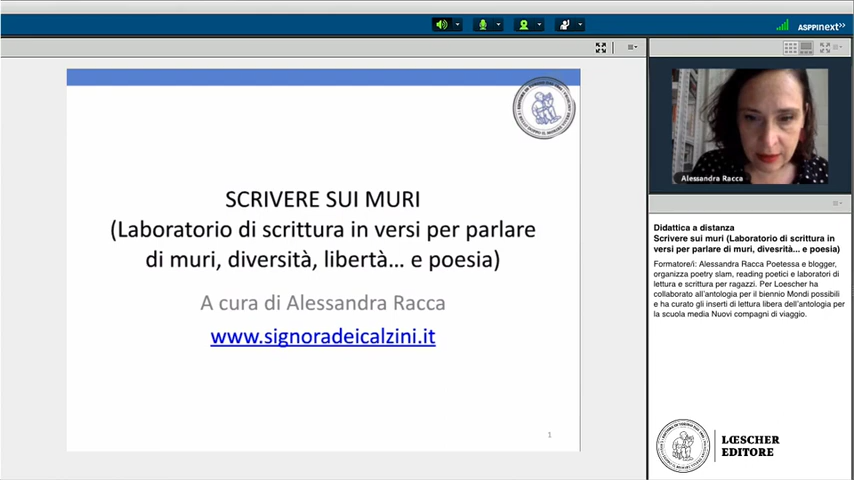 ASPPInext
SCRIVERE SUI MURI
(Laboratorio di scrittura in versi per parlare
di muri, diversità, libertà... e poesia)
A cura di Alessandra Racca
www.signoradeicalzini.it
1
Alessandra Racca
Didattica a distanza
Scrivere sui muri (Laboratorio di scrittura in
versi per parlare di muri, divesrità... e poesia)
Formatore/i: Alessandra Racca Poetessa e blogger,
organizza poetry slam, reading poetici e laboratori di
lettura e scrittura per ragazzi. Per Loescher ha
collaborato all'antologia per il biennio Mondi possibili
e ha curato gli inserti di lettura libera dell'antologia per
la scuola media Nuovi compagni di viaggio.
LŒSCHER
EDITORE